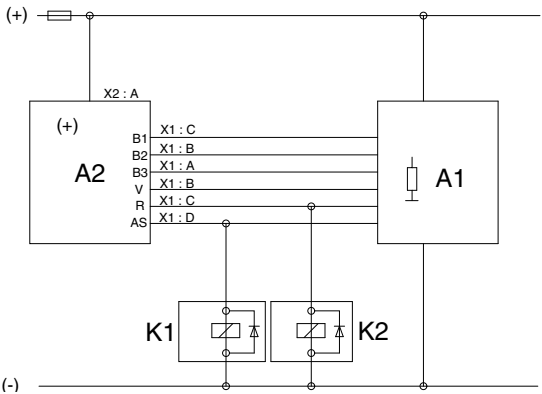 (+)
X2 : A
(+)
B1 X1 : C
B2 X1 : B
A2 B3 X1 : A A1
V X1 : B
R X1 : C
AS X1 : D
K1 K2
(-)